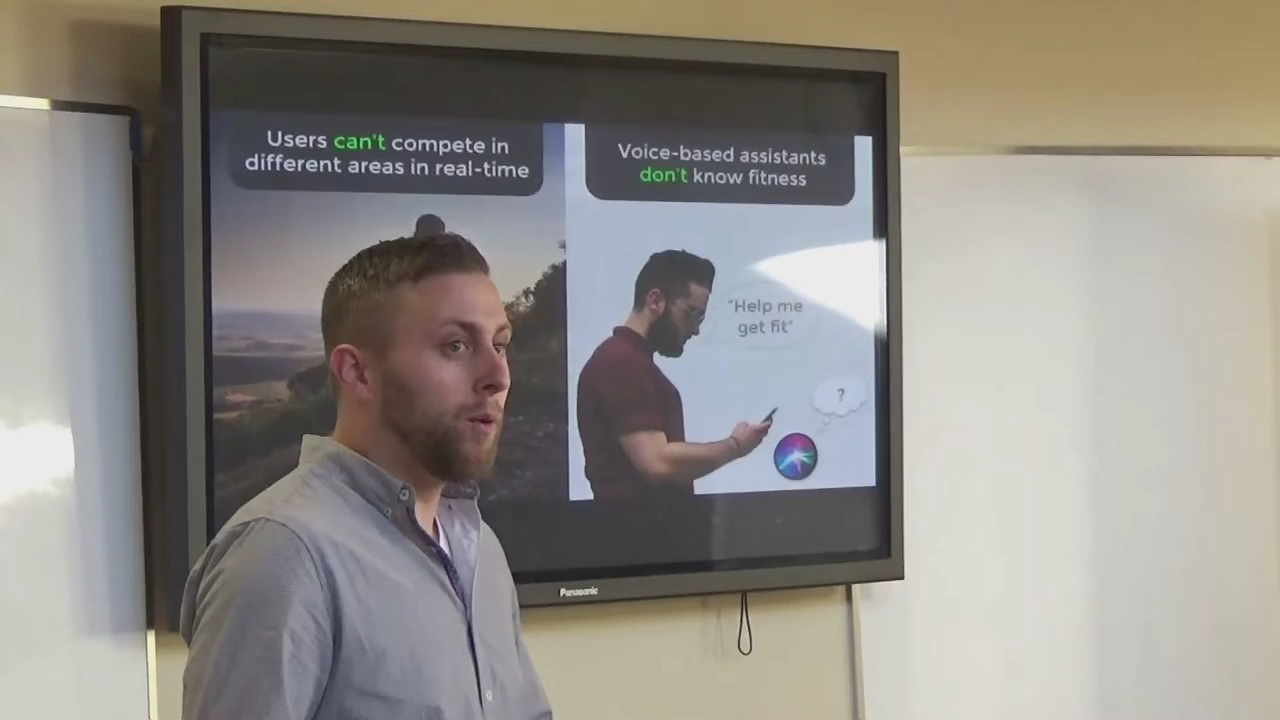 Users can't compete in
different areas in real-time
Voice-based assistants
don't know fitness
"Help me
get fit"
?
Panasonic